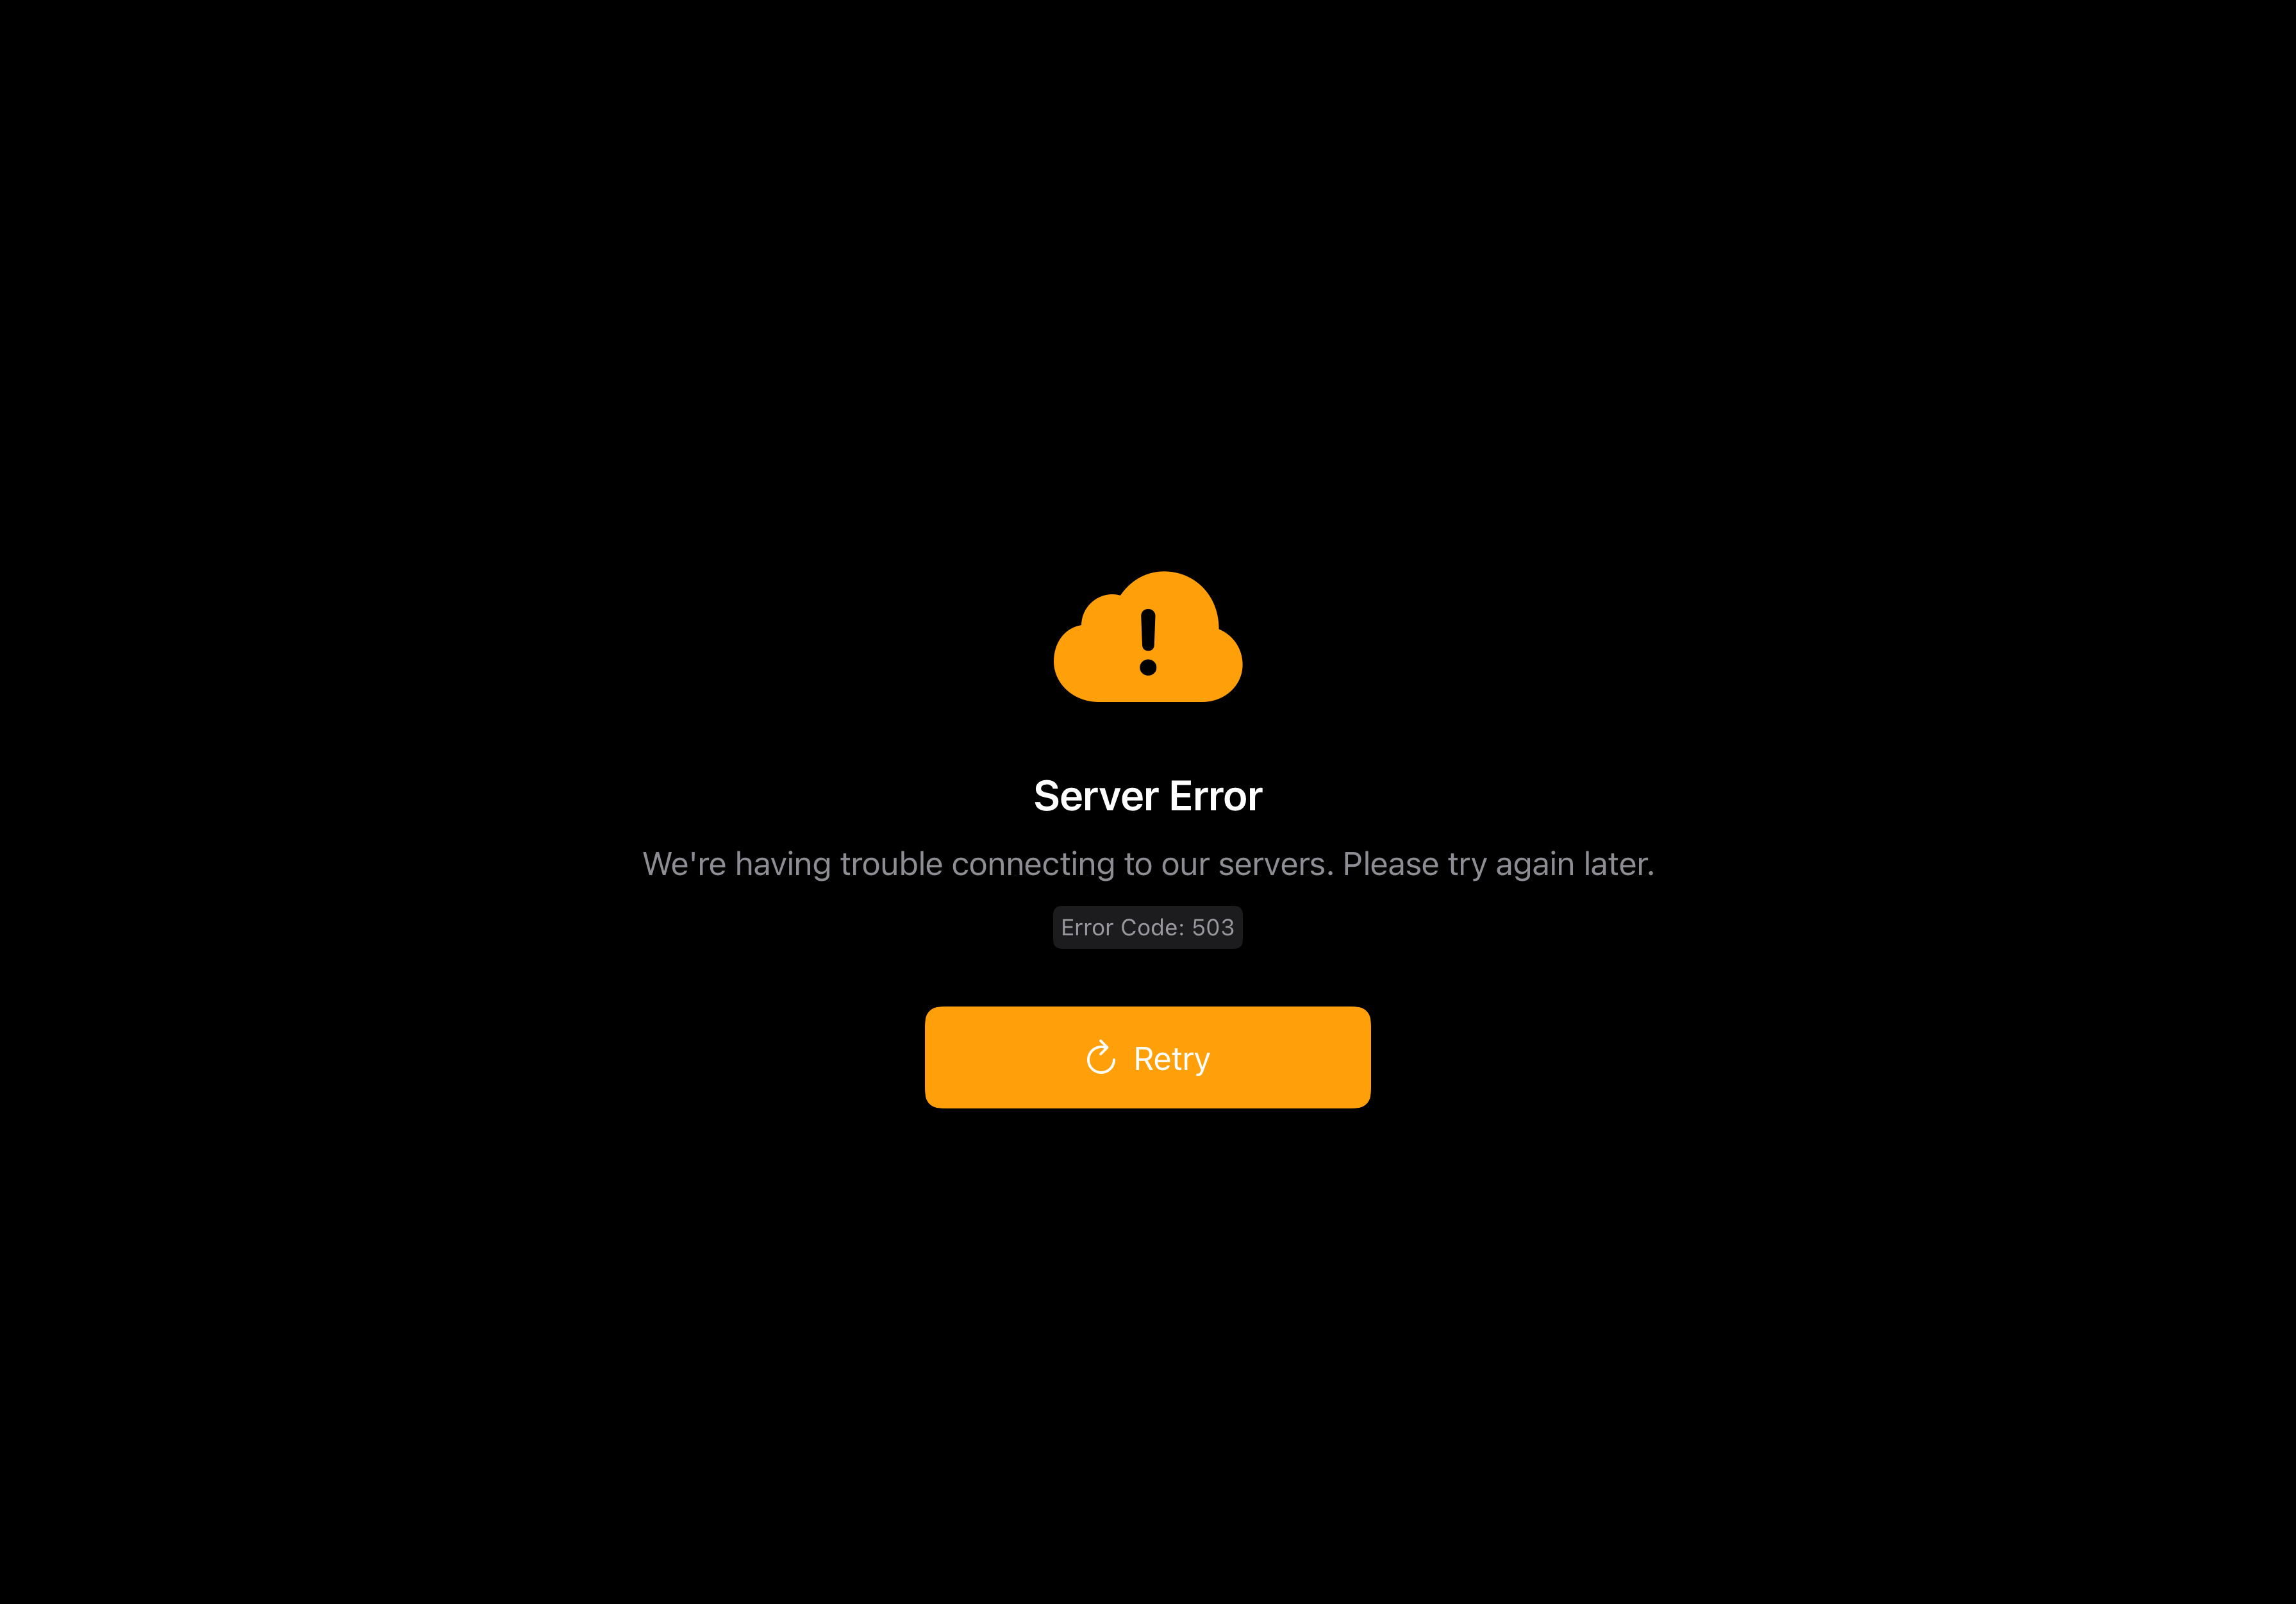 Server Error
We're having trouble connecting to our servers. Please try again later.
Error Code: 503
Retry